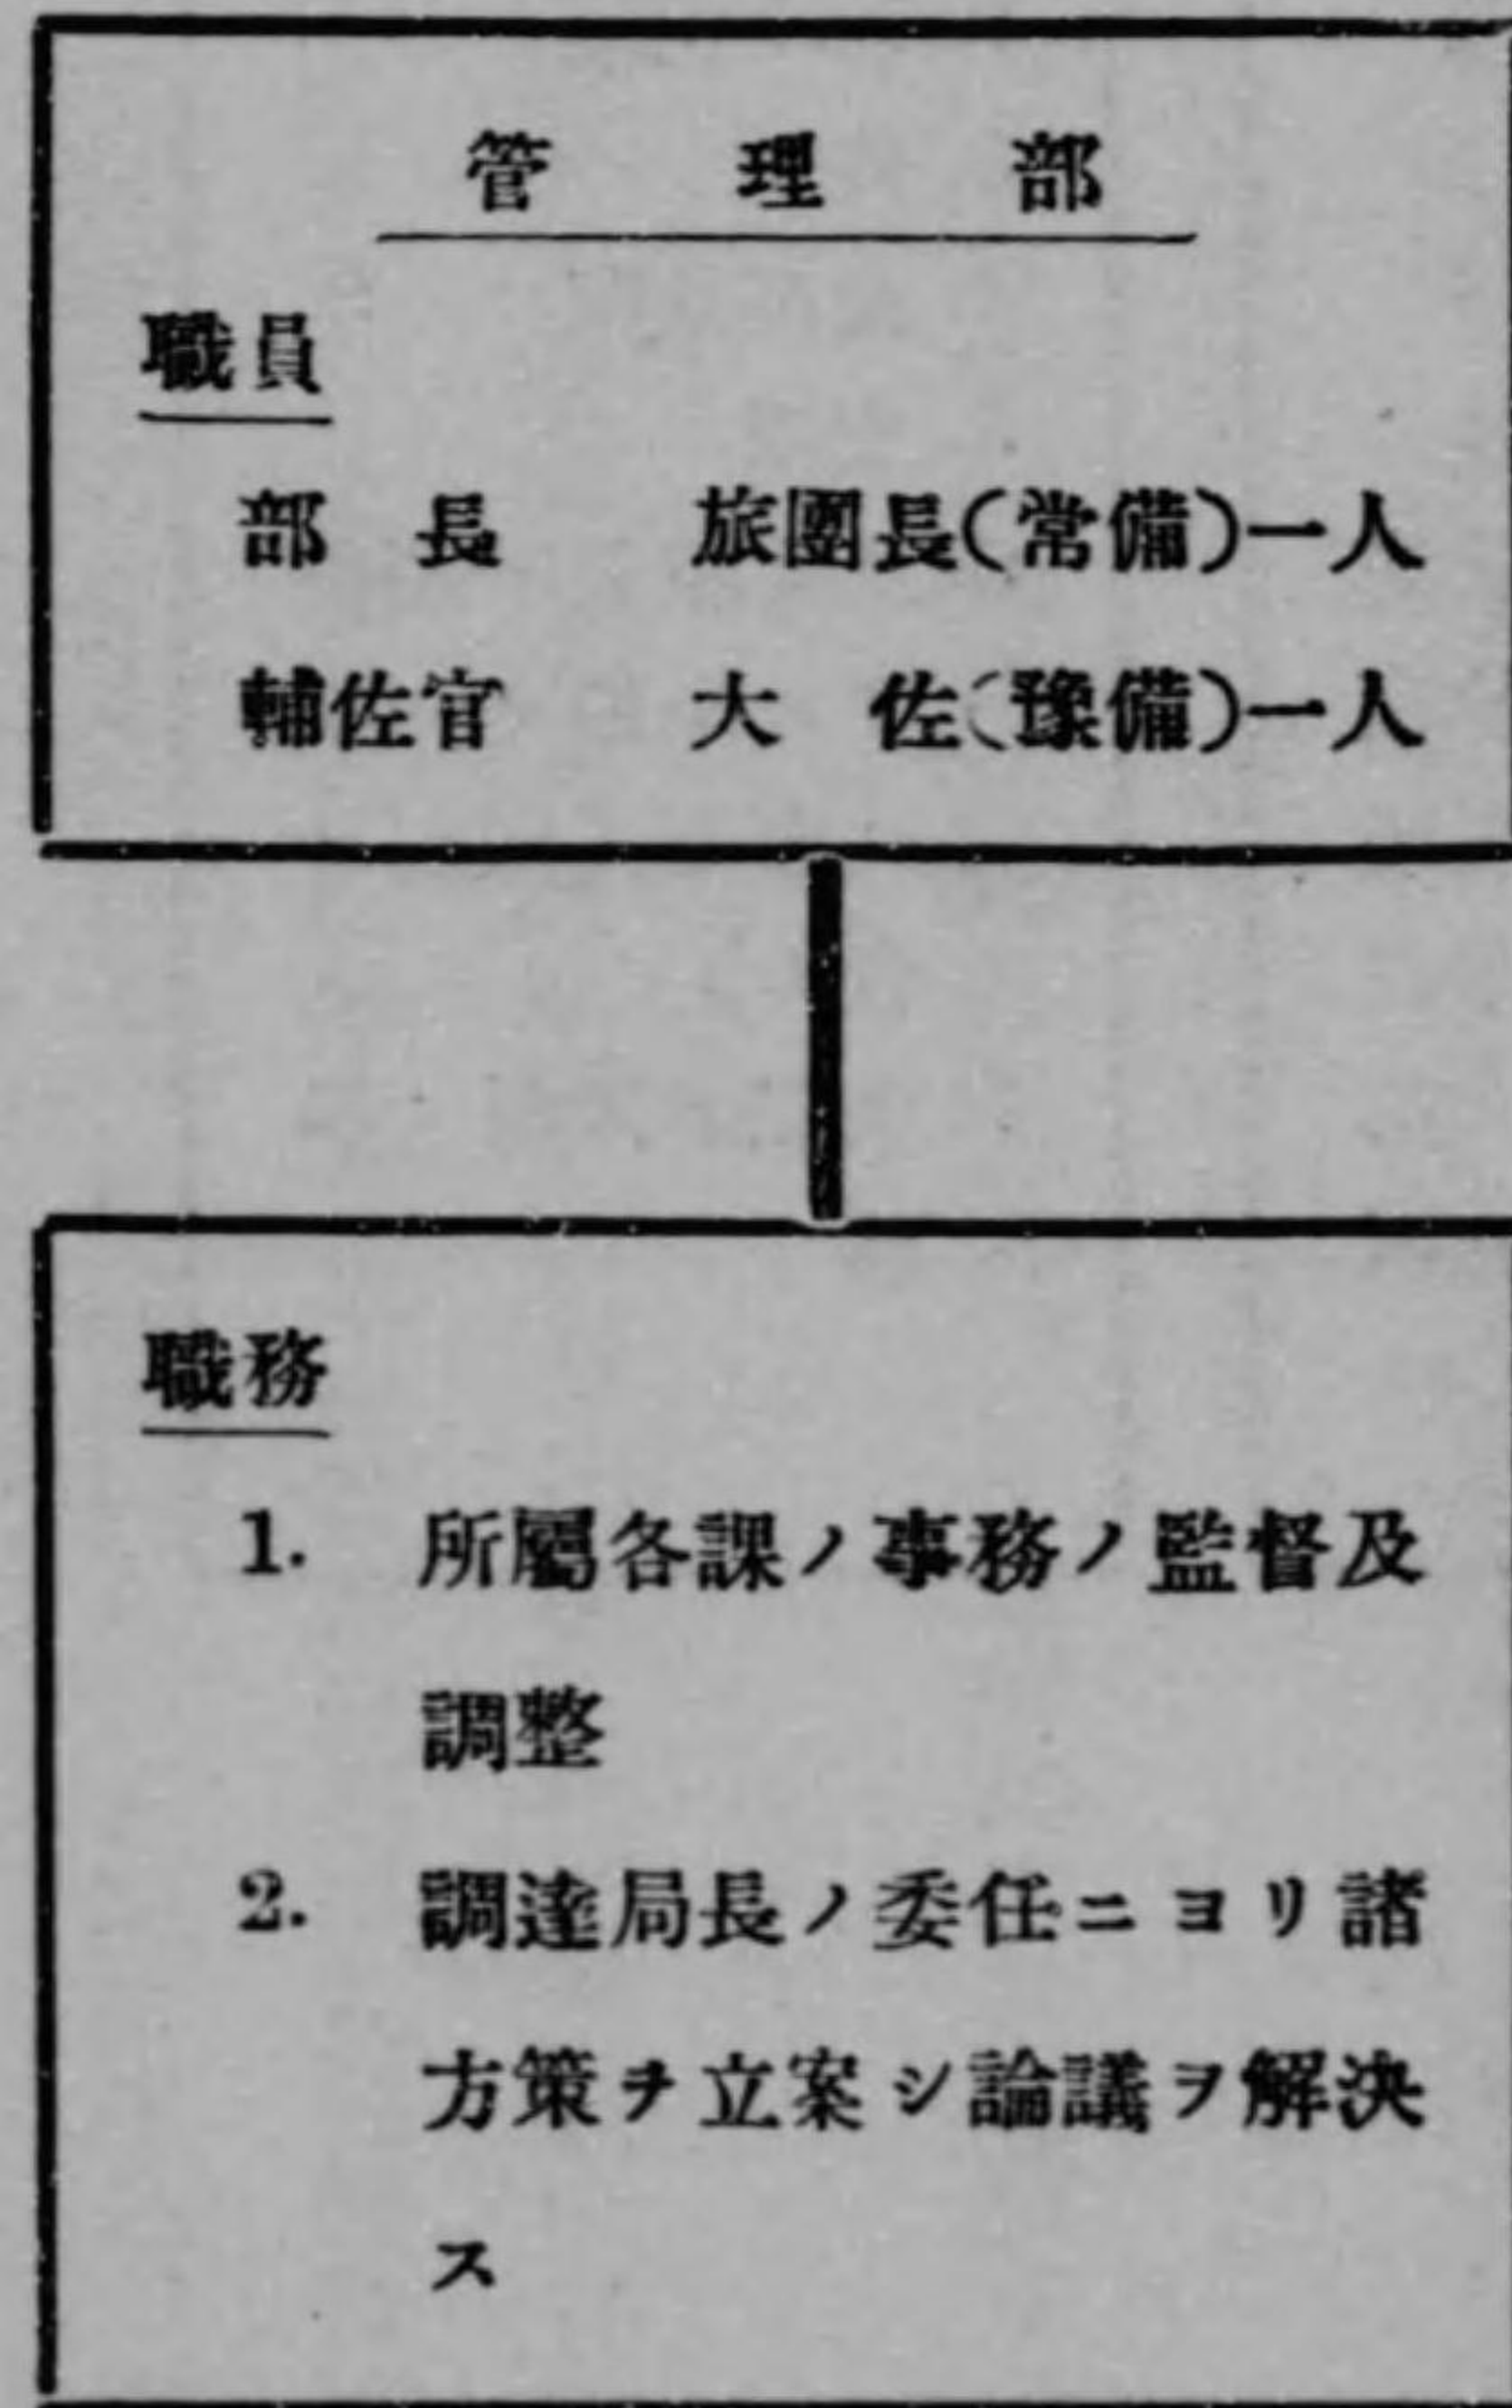 管理部
職員
部長 旅團長(常備)一人
輔佐官 大佐(豫備)一人
職務
1. 所屬各課ノ事務ノ監督及
調整
2. 調達局長ノ委任ニヨリ諸
方策チ立案シ論議ヲ解決
ス